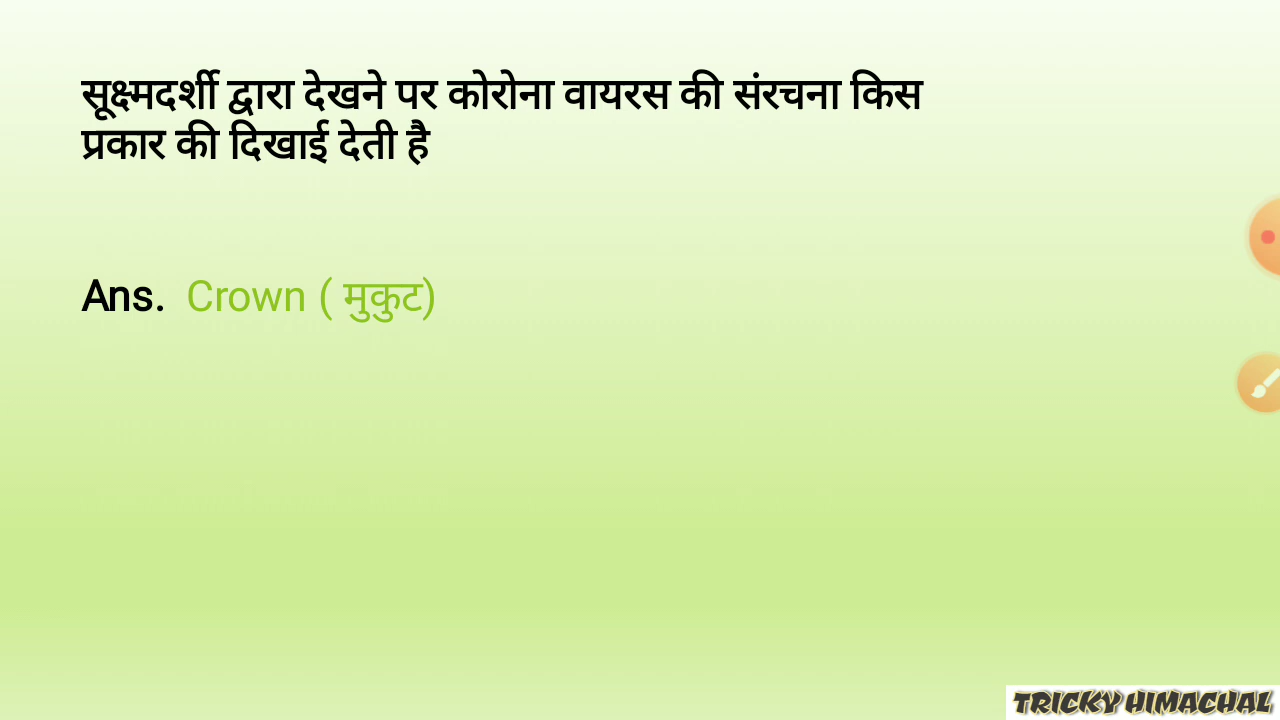 सूक्ष्मदर्शी द्वारा देखने पर कोरोना वायरस की संरचना किस
प्रकार की दिखाई देती है
Ans. Crown ( मुकुट)
TRICKY HIMACHAL